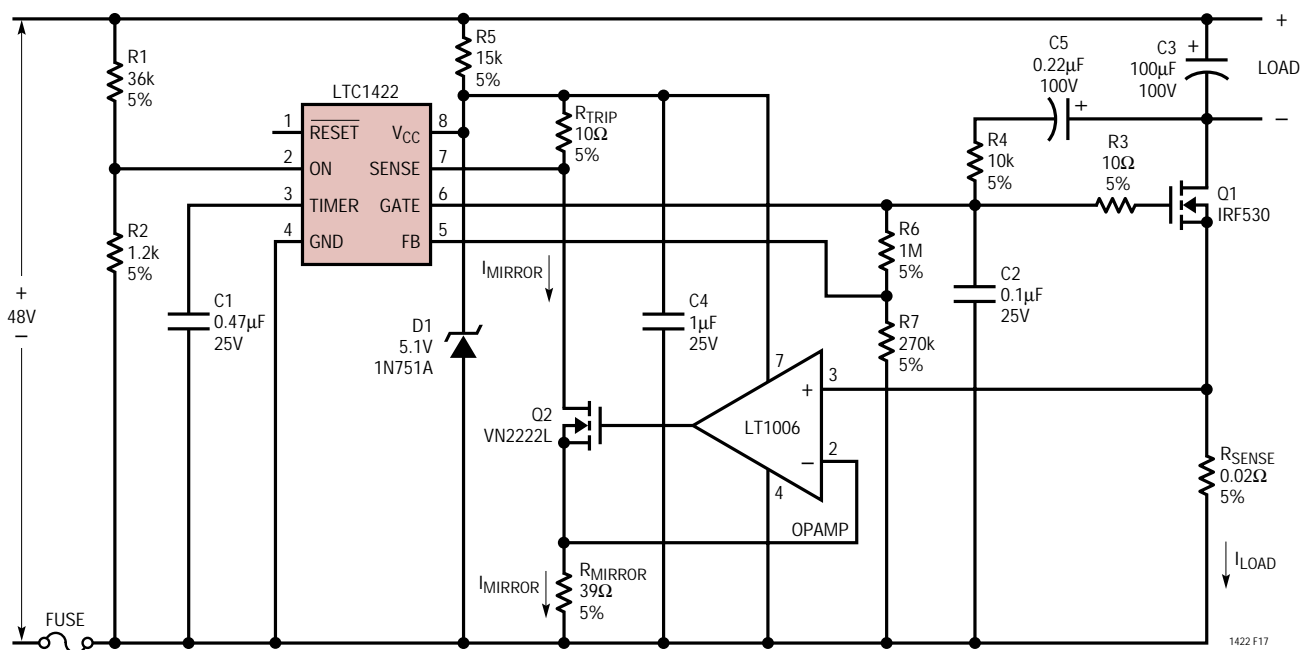 +
48V
−
FUSE
R1
36k
5%
R2
1.2k
5%
C1
0.47µF
25V
LTC1422
1
RESET
2
ON
3
TIMER
4
GND
VCC
8
SENSE
7
GATE
6
FB
5
R5
15k
5%
RTRIP
10Ω
5%
IMIRROR
D1
5.1V
1N751A
C4
1µF
25V
Q2
VN2222L
7
+
3
LT1006
−
2
4
OPAMP
IMIRROR
RMIRROR
39Ω
5%
R6
1M
5%
R7
270k
5%
C2
0.1µF
25V
R4
10k
5%
C5
0.22µF
100V
+
R3
10Ω
5%
C3
100µF
100V
+
+
LOAD
−
Q1
IRF530
RSENSE
0.02Ω
5%
ILOAD
1422 F17